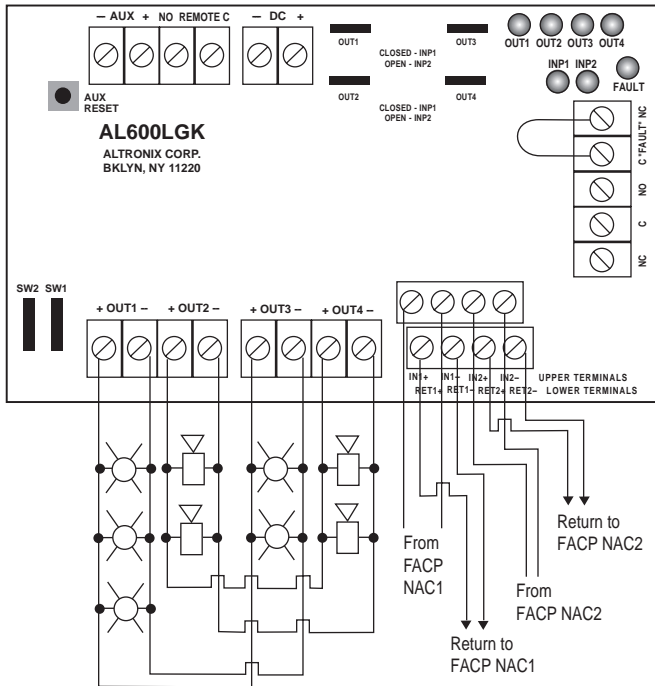 – AUX + NO REMOTE C
– DC +
OUT1
OUT3
CLOSED - INP1
OPEN - INP2
OUT2
OUT4
CLOSED - INP1
OPEN - INP2
OUT1 OUT2 OUT3 OUT4
INP1 INP2
FAULT
AUX
RESET
AL600LGK
ALTRONIX CORP.
BKLYN, NY 11220
C "FAULT" NC
NO
C
NC
SW2 SW1
+ OUT1 –
+ OUT2 –
+ OUT3 –
+ OUT4 –
IN1+ IN1– IN2+ IN2– UPPER TERMINALS
RET1+ RET1– RET2+ RET2– LOWER TERMINALS
From
FACP
NAC1
Return to
FACP NAC2
From
FACP NAC2
Return to
FACP NAC1